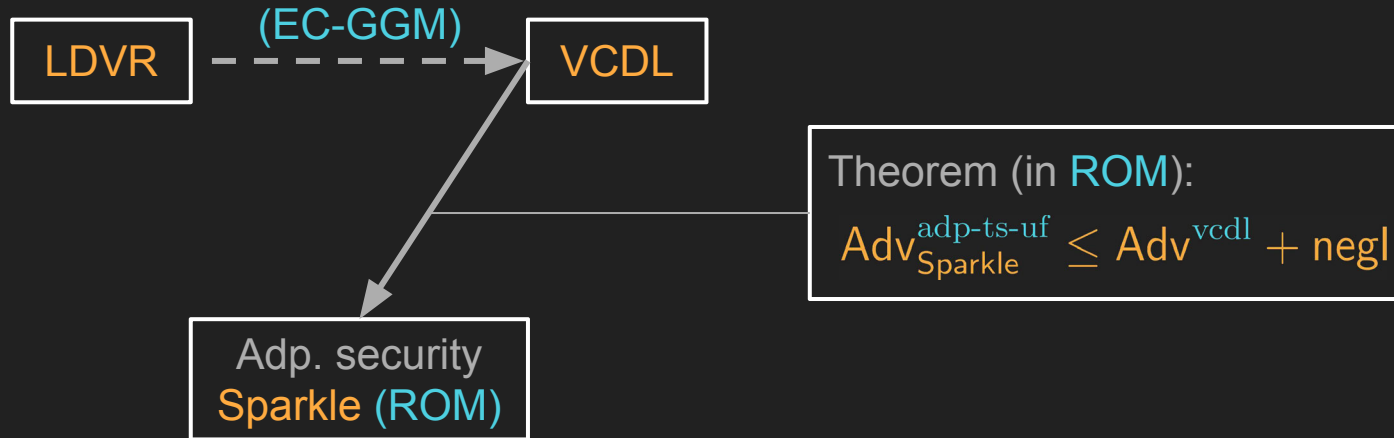 (EC-GGM)
LDVR
VCDL
Theorem (in ROM):
Adv^{adp-ts-uf}_{Sparkle} ≤ Adv^{vcdl} + negl
Adp. security
Sparkle (ROM)